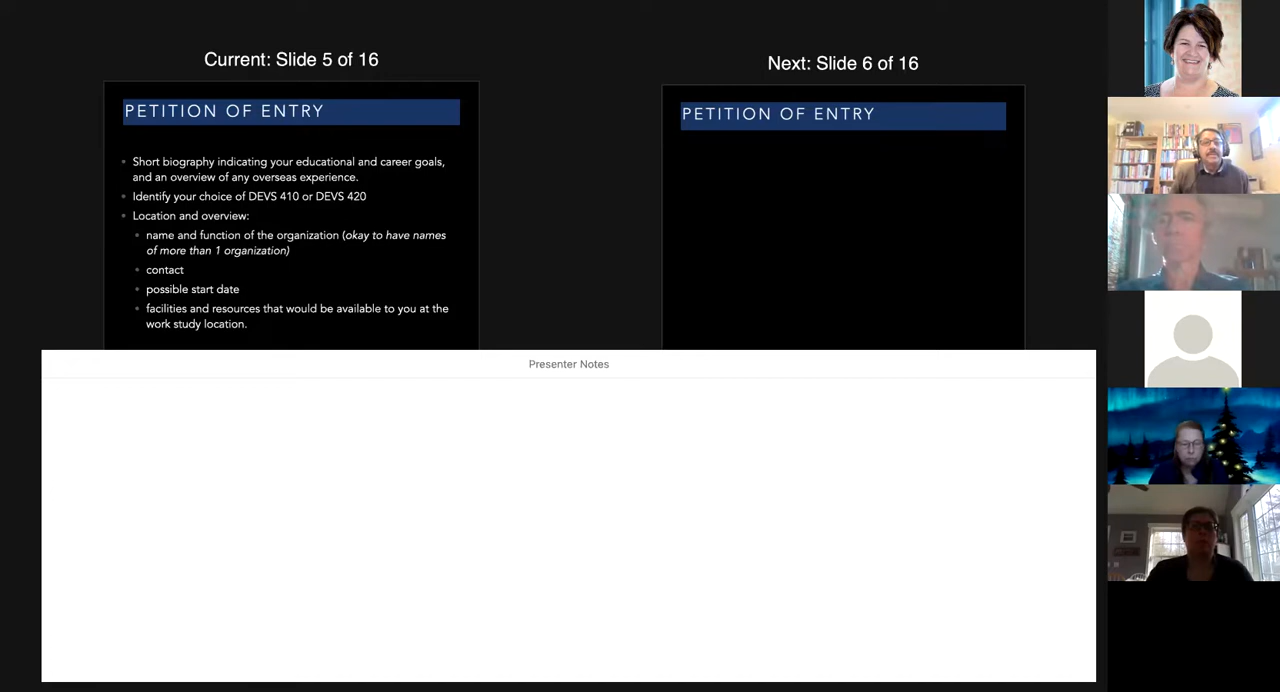 Current: Slide 5 of 16
PETITION OF ENTRY
Short biography indicating your educational and career goals,
and an overview of any overseas experience.
Identify your choice of DEVS 410 or DEVS 420
Location and overview:
name and function of the organization (okay to have names
of more than 1 organization)
contact
possible start date
facilities and resources that would be available to you at the
work study location.
Next: Slide 6 of 16
PETITION OF ENTRY
Presenter Notes